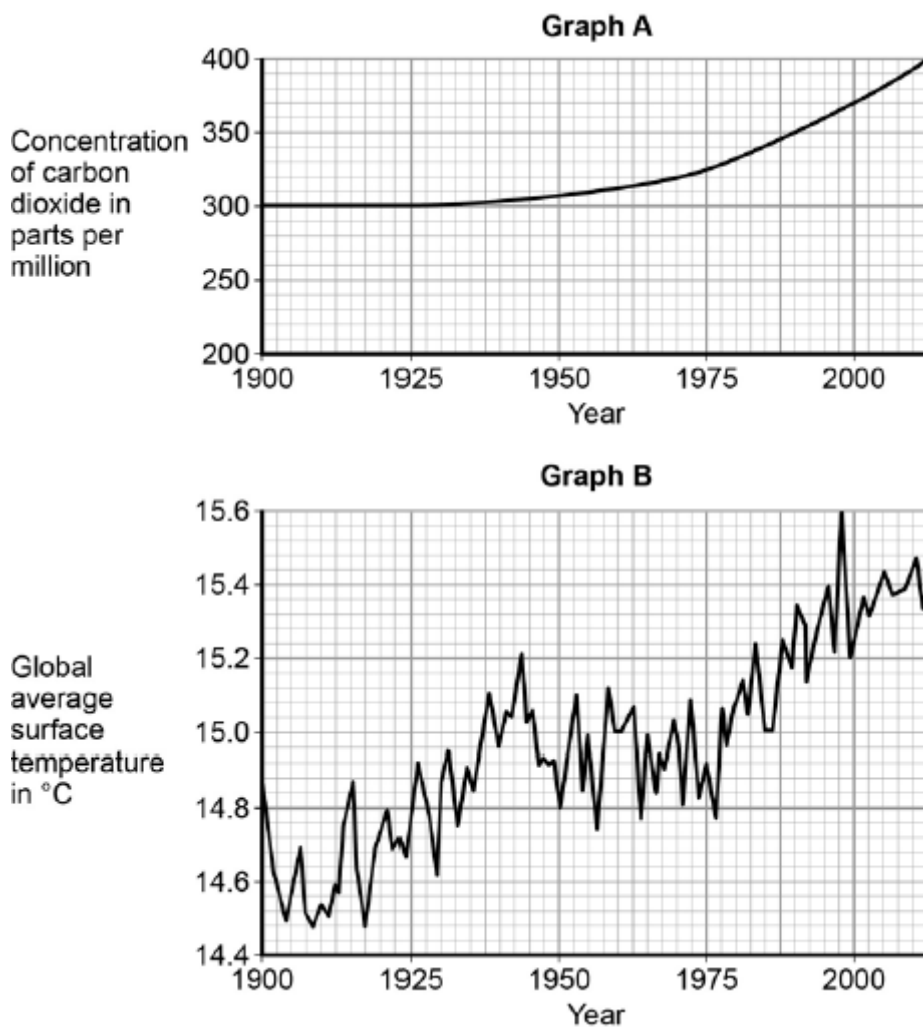 Graph A
400
350
300
250
200
Concentration
of carbon
dioxide in
parts per
million
1900 1925 1950 1975 2000
Year
Graph B
15.6
15.4
15.2
15.0
14.8
14.6
14.4
Global
average
surface
temperature
in °C
1900 1925 1950 1975 2000
Year